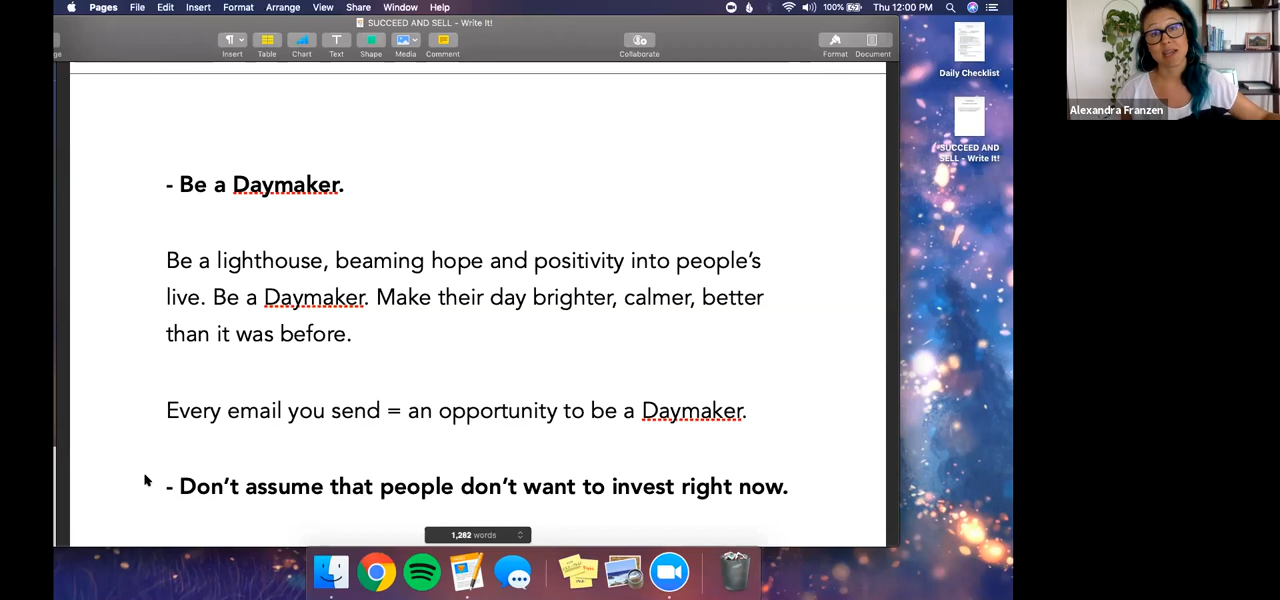 Pages File Edit Insert Format Arrange View Share Window Help
100% Thu 12:00 PM
SUCCEED AND SELL - Write It!
Insert Table Chart Text Shape Media Comment Collaborate Format Document
- Be a Daymaker.
Be a lighthouse, beaming hope and positivity into people's
live. Be a Daymaker. Make their day brighter, calmer, better
than it was before.
Every email you send = an opportunity to be a Daymaker.
- Don't assume that people don't want to invest right now.
1,282 words
Daily Checklist
SUCCEED AND
SELL - Write It!
Alexandra Franzen